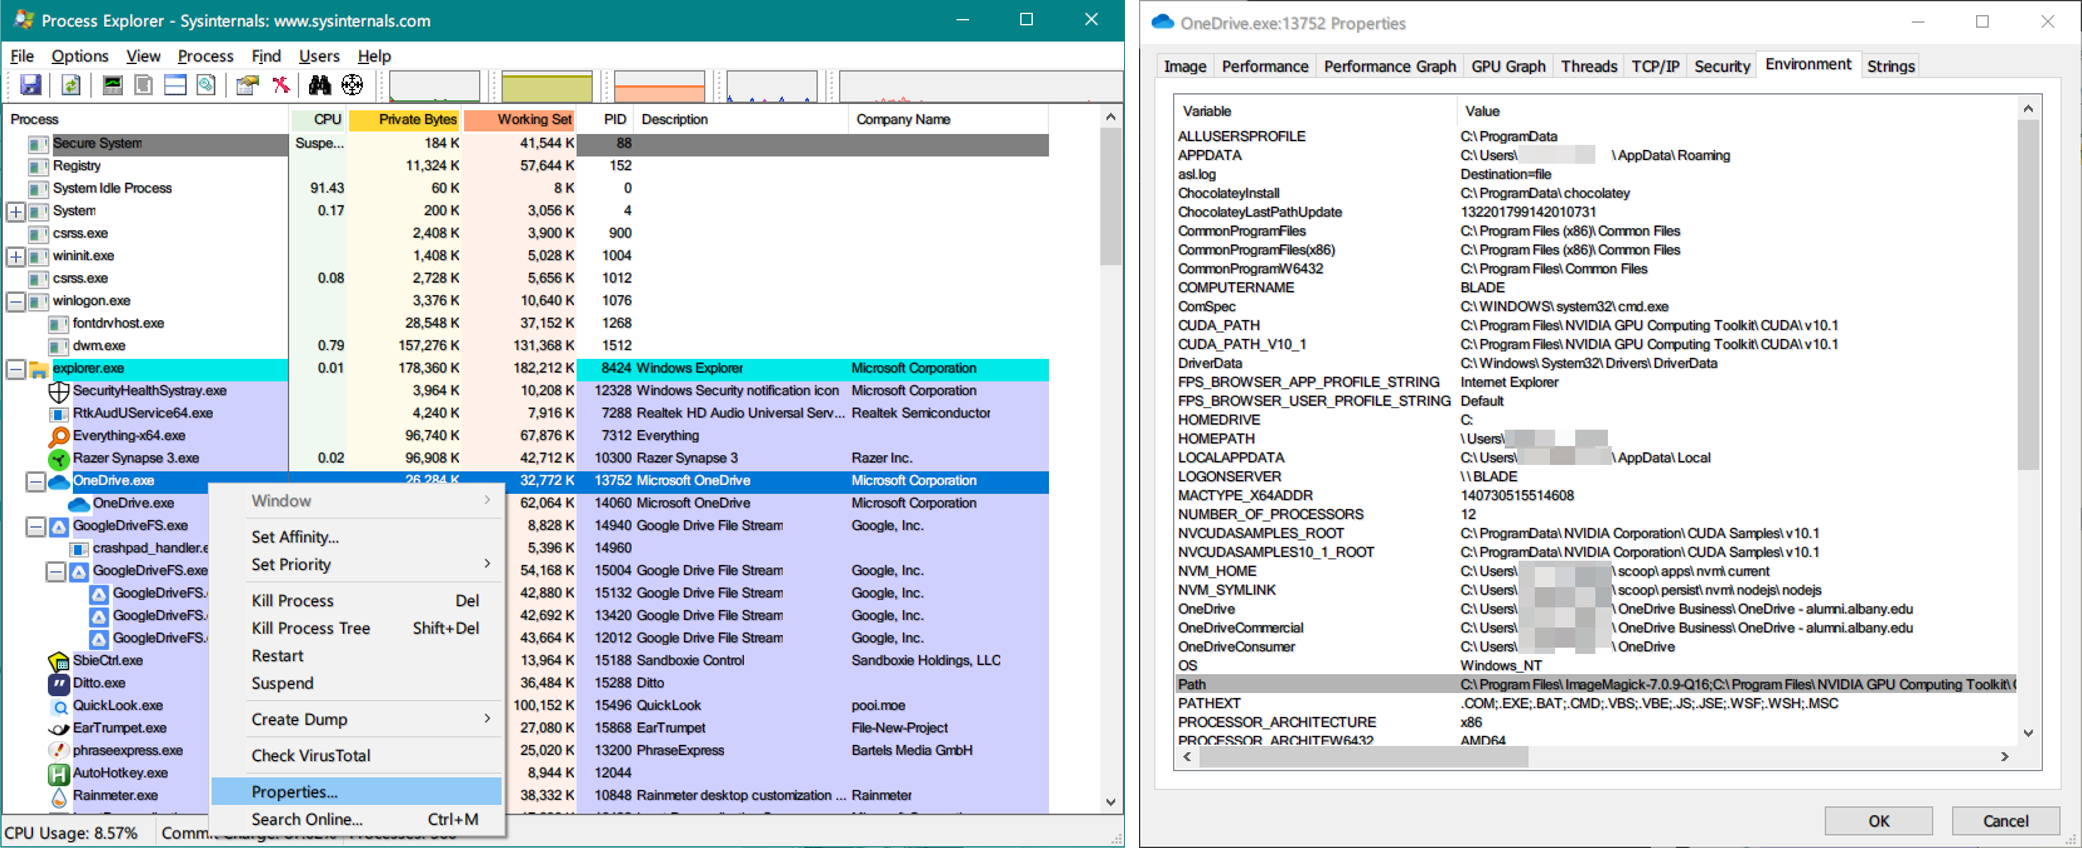 Process Explorer - Sysinternals: www.sysinternals.com
File Options View Process Find Users Help
Process CPU Private Bytes Working Set PID Description Company Name
Secure System Suspe... 184 K 41,544 K 88
Registry 11,324 K 57,644 K 152
System Idle Process 91.43 60 K 8 K 0
System 0.17 200 K 3,056 K 4
csrss.exe 2,408 K 3,900 K 900
wininit.exe 1,408 K 5,028 K 1004
csrss.exe 0.08 2,728 K 5,656 K 1012
winlogon.exe 3,376 K 10,640 K 1076
fontdrvhost.exe 28,548 K 37,152 K 1268
dwm.exe 0.79 157,276 K 131,368 K 1512
explorer.exe 0.01 178,360 K 182,212 K 8424 Windows Explorer Microsoft Corporation
SecurityHealthSystray.exe 3,964 K 10,208 K 12328 Windows Security notification icon Microsoft Corporation
RtkAudUService64.exe 4,240 K 7,916 K 7288 Realtek HD Audio Universal Serv... Realtek Semiconductor
Everything-x64.exe 96,740 K 67,876 K 7312 Everything
Razer Synapse 3.exe 0.02 96,908 K 42,712 K 10300 Razer Synapse 3 Razer Inc.
OneDrive.exe 26,284 K 32,772 K 13752 Microsoft OneDrive Microsoft Corporation
OneDrive.exe 62,064 K 14060 Microsoft OneDrive Microsoft Corporation
GoogleDriveFS.exe 8,828 K 14940 Google Drive File Stream Google, Inc.
crashpad_handler.e 5,396 K 14960
GoogleDriveFS.exe 54,168 K 15004 Google Drive File Stream Google, Inc.
GoogleDriveFS. 42,880 K 15132 Google Drive File Stream Google, Inc.
GoogleDriveFS. 42,692 K 13420 Google Drive File Stream Google, Inc.
GoogleDriveFS. 43,664 K 12012 Google Drive File Stream Google, Inc.
SbieCtrl.exe 13,964 K 15188 Sandboxie Control Sandboxie Holdings, LLC
Ditto.exe 36,484 K 15288 Ditto
QuickLook.exe 100,152 K 15496 QuickLook pooi.moe
EarTrumpet.exe 27,080 K 15868 EarTrumpet File-New-Project
phraseexpress.exe 25,020 K 13200 PhraseExpress Bartels Media GmbH
AutoHotkey.exe 8,944 K 12044
Rainmeter.exe 38,332 K 10848 Rainmeter desktop customization ... Rainmeter
CPU Usage: 8.57%
Window
Set Affinity...
Set Priority
Kill Process Del
Kill Process Tree Shift+Del
Restart
Suspend
Create Dump
Check VirusTotal
Properties...
Search Online... Ctrl+M
OneDrive.exe:13752 Properties
Image Performance Performance Graph GPU Graph Threads TCP/IP Security Environment Strings
Variable Value
ALLUSERSPROFILE C:\ProgramData
APPDATA C:\Users\ \AppData\Roaming
asl.log Destination=file
ChocolateyInstall C:\ProgramData\chocolatey
ChocolateyLastPathUpdate 132201799142010731
CommonProgramFiles C:\Program Files (x86)\Common Files
CommonProgramFiles(x86) C:\Program Files (x86)\Common Files
CommonProgramW6432 C:\Program Files\Common Files
COMPUTERNAME BLADE
ComSpec C:\WINDOWS\system32\cmd.exe
CUDA_PATH C:\Program Files\NVIDIA GPU Computing Toolkit\CUDA\v10.1
CUDA_PATH_V10_1 C:\Program Files\NVIDIA GPU Computing Toolkit\CUDA\v10.1
DriverData C:\Windows\System32\Drivers\DriverData
FPS_BROWSER_APP_PROFILE_STRING Internet Explorer
FPS_BROWSER_USER_PROFILE_STRING Default
HOMEDRIVE C:
HOMEPATH \Users\
LOCALAPPDATA C:\Users\ \AppData\Local
LOGONSERVER \\BLADE
MACTYPE_X64ADDR 140730515514608
NUMBER_OF_PROCESSORS 12
NVCUDASAMPLES_ROOT C:\ProgramData\NVIDIA Corporation\CUDA Samples\v10.1
NVCUDASAMPLES10_1_ROOT C:\ProgramData\NVIDIA Corporation\CUDA Samples\v10.1
NVM_HOME C:\Users\ \scoop\apps\nvm\current
NVM_SYMLINK C:\Users\ \scoop\persist\nvm\nodejs\nodejs
OneDrive C:\Users\ \OneDrive Business\OneDrive - alumni.albany.edu
OneDriveCommercial C:\Users\ \OneDrive Business\OneDrive - alumni.albany.edu
OneDriveConsumer C:\Users\ \OneDrive
OS Windows_NT
Path C:\Program Files\ImageMagick-7.0.9-Q16;C:\Program Files\NVIDIA GPU Computing Toolkit\
PATHEXT .COM;.EXE;.BAT;.CMD;.VBS;.VBE;.JS;.JSE;.WSF;.WSH;.MSC
PROCESSOR_ARCHITECTURE x86
PROCESSOR_ARCHITEW6432 AMD64
OK Cancel